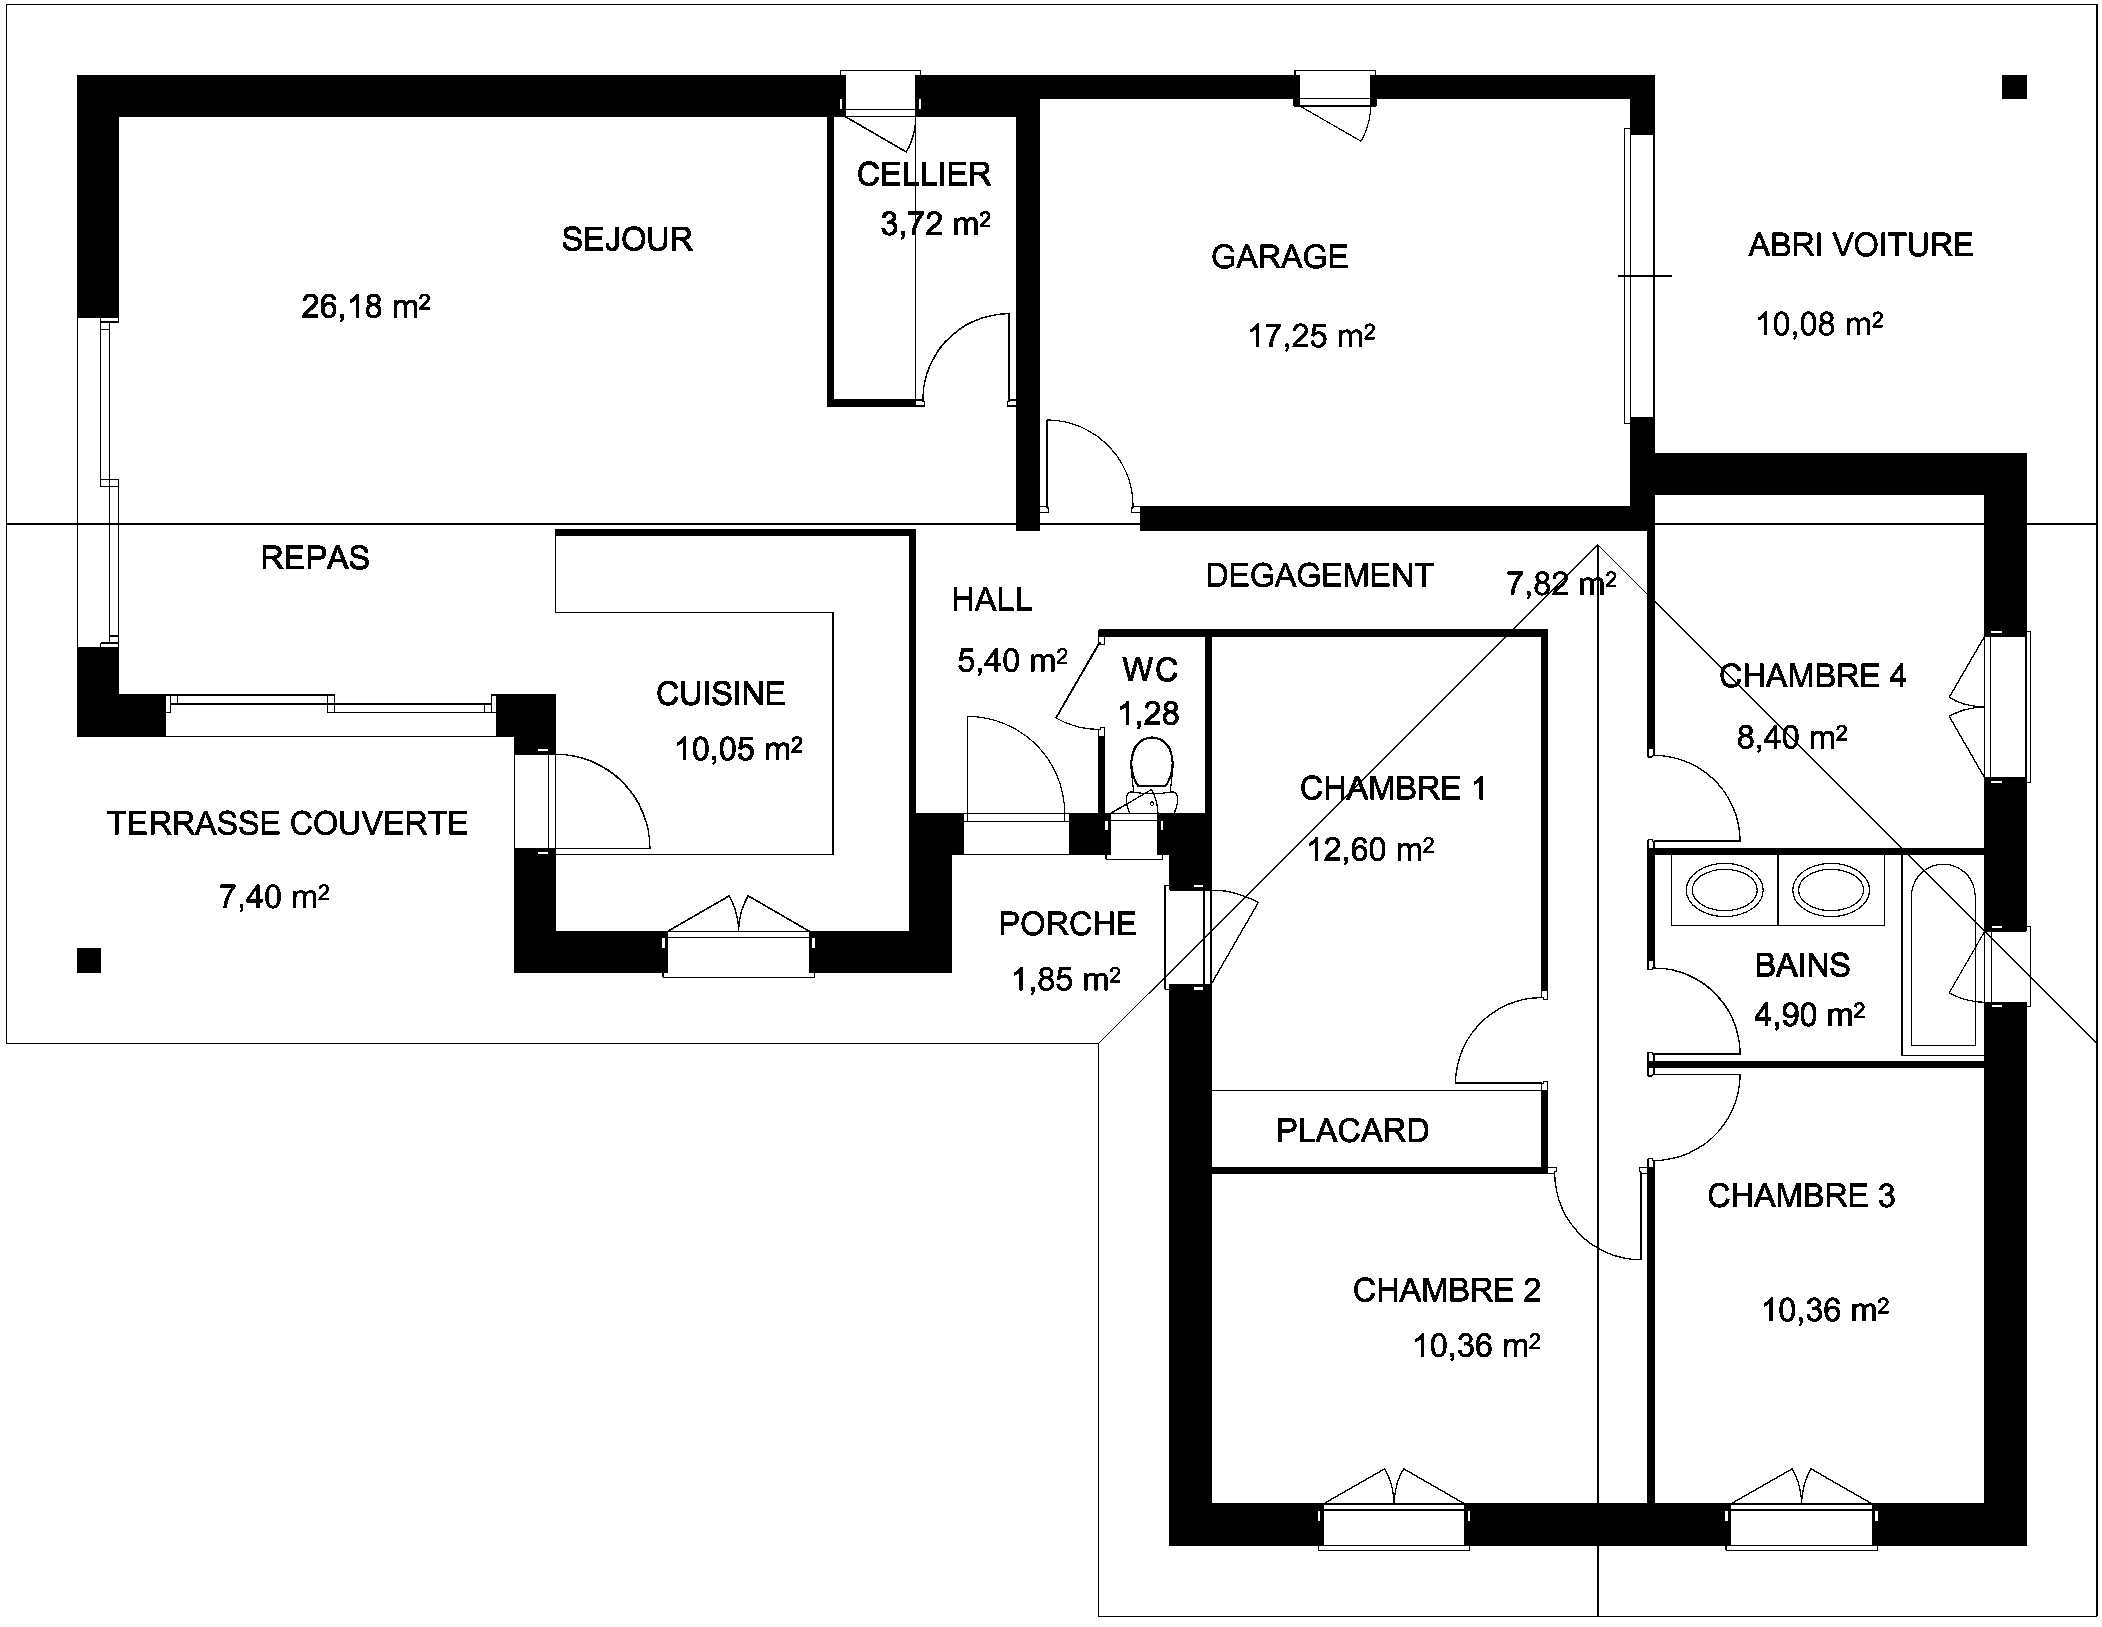 CELLIER
3,72 m²
SEJOUR
26,18 m²
GARAGE
17,25 m²
ABRI VOITURE
10,08 m²
REPAS
HALL
5,40 m²
DEGAGEMENT
7,82 m²
WC
1,28
CUISINE
10,05 m²
CHAMBRE 4
8,40 m²
TERRASSE COUVERTE
7,40 m²
CHAMBRE 1
12,60 m²
PORCHE
1,85 m²
BAINS
4,90 m²
PLACARD
CHAMBRE 3
10,36 m²
CHAMBRE 2
10,36 m²